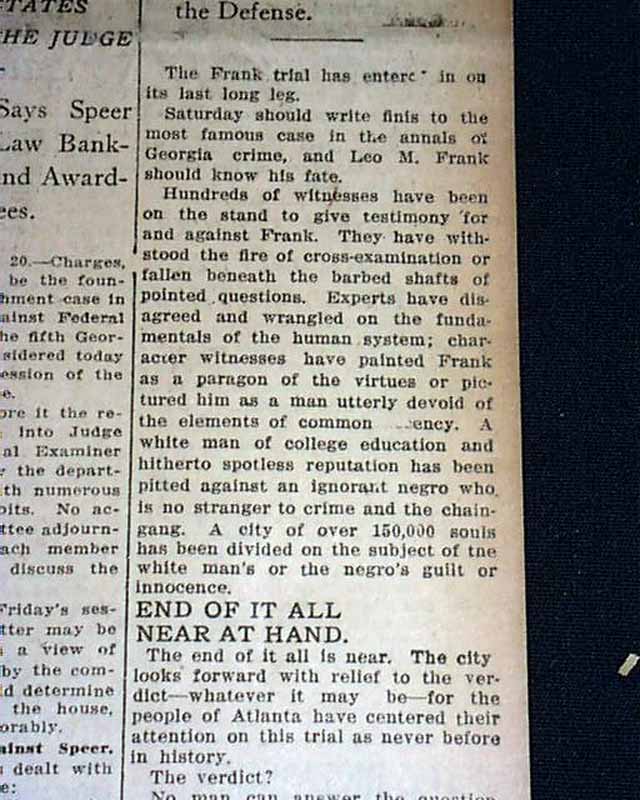 TATES
HE JUDGE
Says Speer
Law Bank-
nd Award-
ees.
20.—Charges,
be the foun-
hment case in
ainst Federal
he fifth Geor-
sidered today
ession of the
e.
ore it the re-
into Judge
al Examiner
the depart-
th numerous
bits. No ac-
ttee adjourn-
ach member
discuss the
Friday's ses-
tter may be
a view of
by the com-
d determine
the house,
orably.
ainst Speer.
dealt with
e:
the Defense.
The Frank trial has in on
its last long leg.
Saturday should write finis to the
most famous case in the annals of
Georgia crime, and Leo M. Frank
should know his fate.
Hundreds of witnesses have been
on the stand to give testimony for
and against Frank. They have with-
stood the fire of cross-examination or
fallen beneath the barbed shafts of
pointed questions. Experts have dis-
agreed and wrangled on the funda-
mentals of the human system; char-
acter witnesses have painted Frank
as a paragon of the virtues or pic-
tured him as a man utterly devoid of
the elements of common ency. A
white man of college education and
hitherto spotless reputation has been
pitted against an ignorant negro who
is no stranger to crime and the chain-
gang. A city of over 150,000 souls
has been divided on the subject of tne
white man's or the negro's guilt or
innocence.
END OF IT ALL
NEAR AT HAND.
The end of it all is near. The city
looks forward with relief to the ver-
dict—whatever it may be—for the
people of Atlanta have centered their
attention on this trial as never before
in history.
The verdict?
No man can answer the question